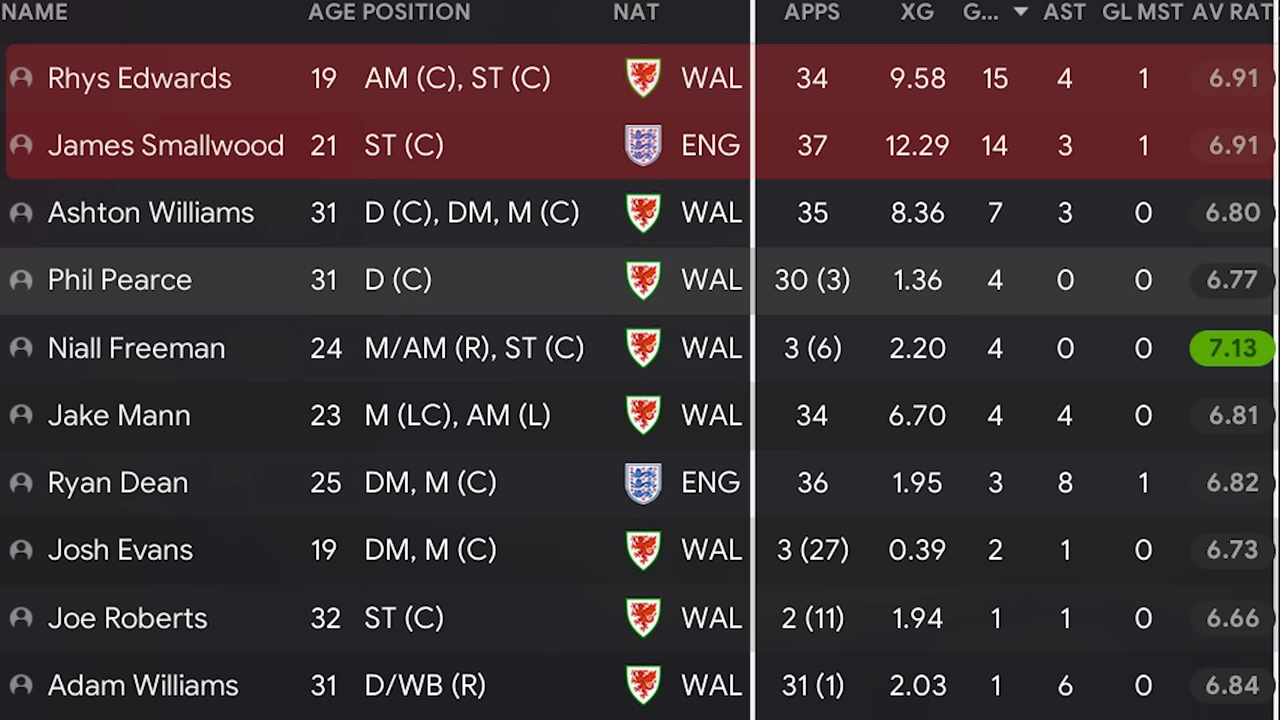 NAME AGE POSITION NAT APPS XG G... AST GL MST AV RAT
Rhys Edwards 19 AM (C), ST (C) WAL 34 9.58 15 4 1 6.91
James Smallwood 21 ST (C) ENG 37 12.29 14 3 1 6.91
Ashton Williams 31 D (C), DM, M (C) WAL 35 8.36 7 3 0 6.80
Phil Pearce 31 D (C) WAL 30 (3) 1.36 4 0 0 6.77
Niall Freeman 24 M/AM (R), ST (C) WAL 3 (6) 2.20 4 0 0 7.13
Jake Mann 23 M (LC), AM (L) WAL 34 6.70 4 4 0 6.81
Ryan Dean 25 DM, M (C) ENG 36 1.95 3 8 1 6.82
Josh Evans 19 DM, M (C) WAL 3 (27) 0.39 2 1 0 6.73
Joe Roberts 32 ST (C) WAL 2 (11) 1.94 1 1 0 6.66
Adam Williams 31 D/WB (R) WAL 31 (1) 2.03 1 6 0 6.84